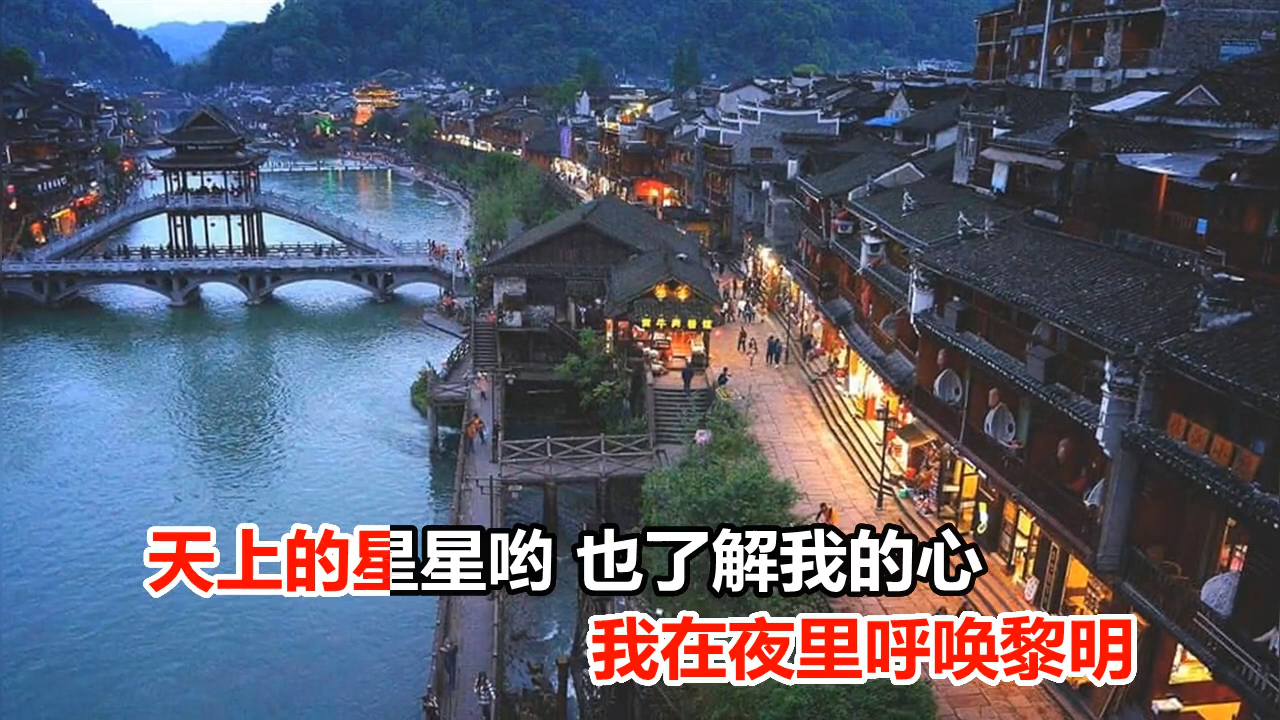 天上的星星哟 也了解我的心
我在夜里呼唤黎明